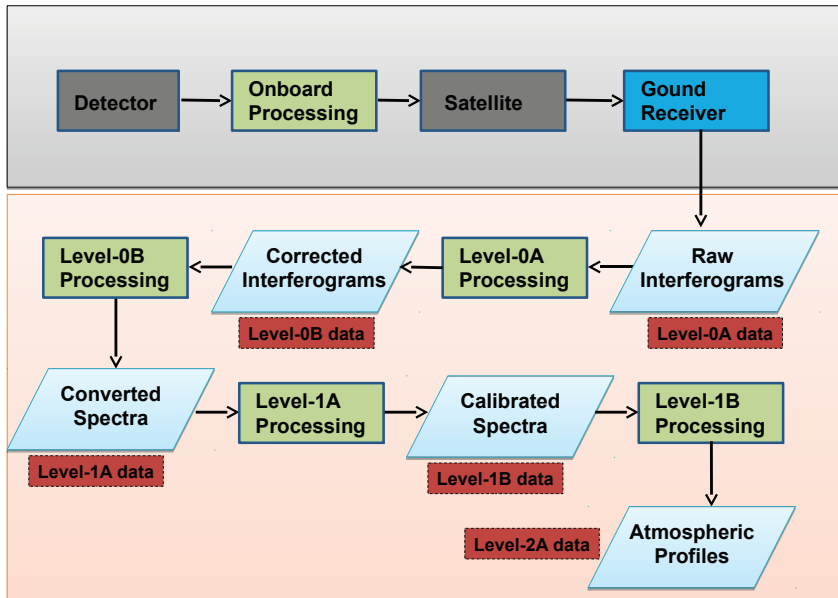 Detector
Onboard
Processing
Satellite
Gound
Receiver
Level-0B
Processing
Corrected
Interferograms
Level-0A
Processing
Raw
Interferograms
Level-0B data
Level-0A data
Converted
Spectra
Level-1A
Processing
Calibrated
Spectra
Level-1B
Processing
Level-1A data
Level-1B data
Level-2A data
Atmospheric
Profiles